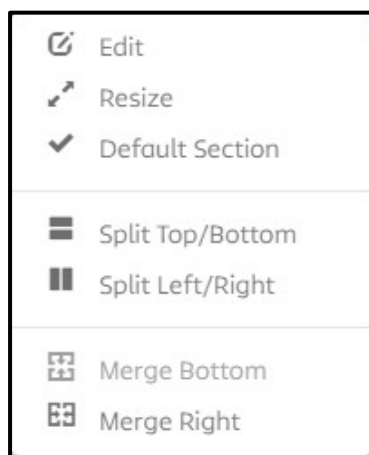 Edit
Resize
Default Section
Split Top/Bottom
Split Left/Right
Merge Bottom
Merge Right